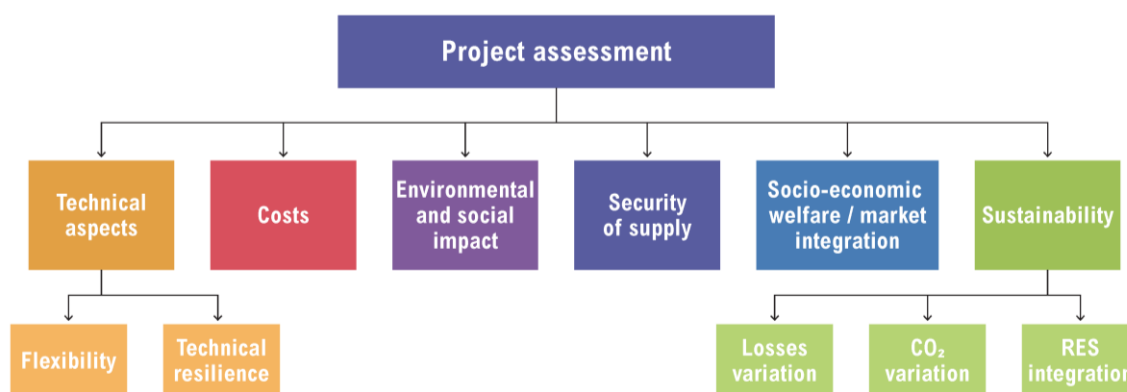 Project assessment
Technical
aspects
Costs
Environmental
and social
impact
Security
of supply
Socio-economic
welfare / market
integration
Sustainability
Flexibility
Technical
resilience
Losses
variation
CO₂
variation
RES
integration